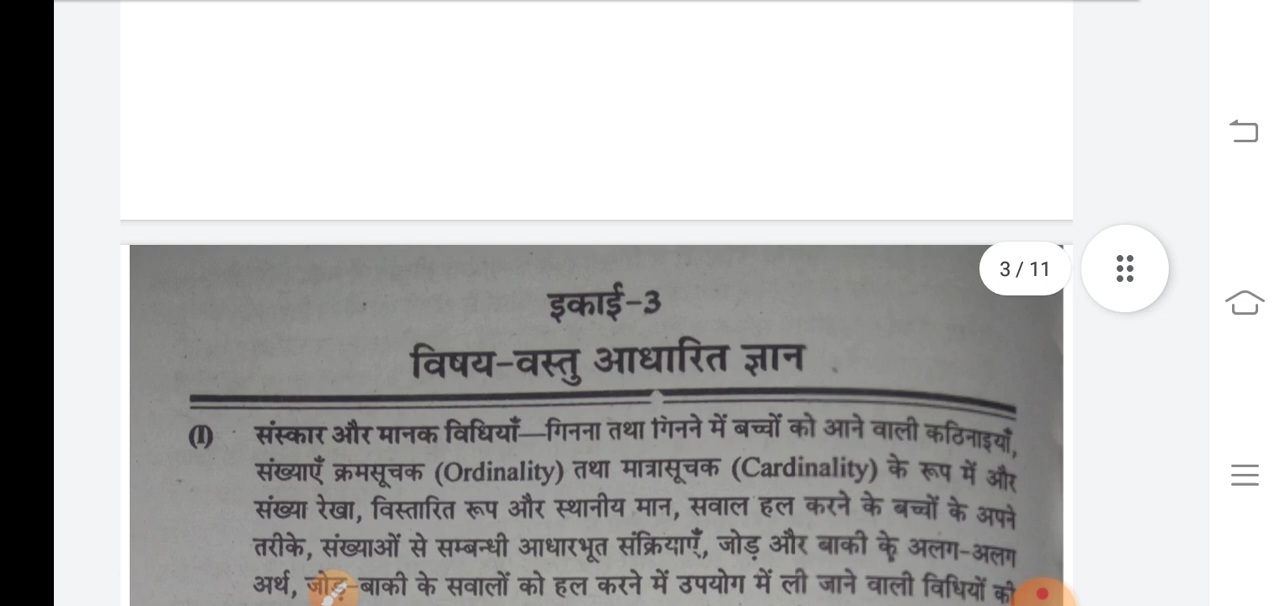 3 / 11
इकाई-3
विषय-वस्तु आधारित ज्ञान
(I) संस्कार और मानक विधियाँ—गिनना तथा गिनने में बच्चों को आने वाली कठिनाइयाँ,
संख्याएँ क्रमसूचक (Ordinality) तथा मात्रासूचक (Cardinality) के रूप में और
संख्या रेखा, विस्तारित रूप और स्थानीय मान, सवाल हल करने के बच्चों के अपने
तरीके, संख्याओं से सम्बन्धी आधारभूत संक्रियाएँ, जोड़ और बाकी के अलग-अलग
अर्थ, जोड़-बाकी के सवालों को हल करने में उपयोग में ली जाने वाली विधियों की